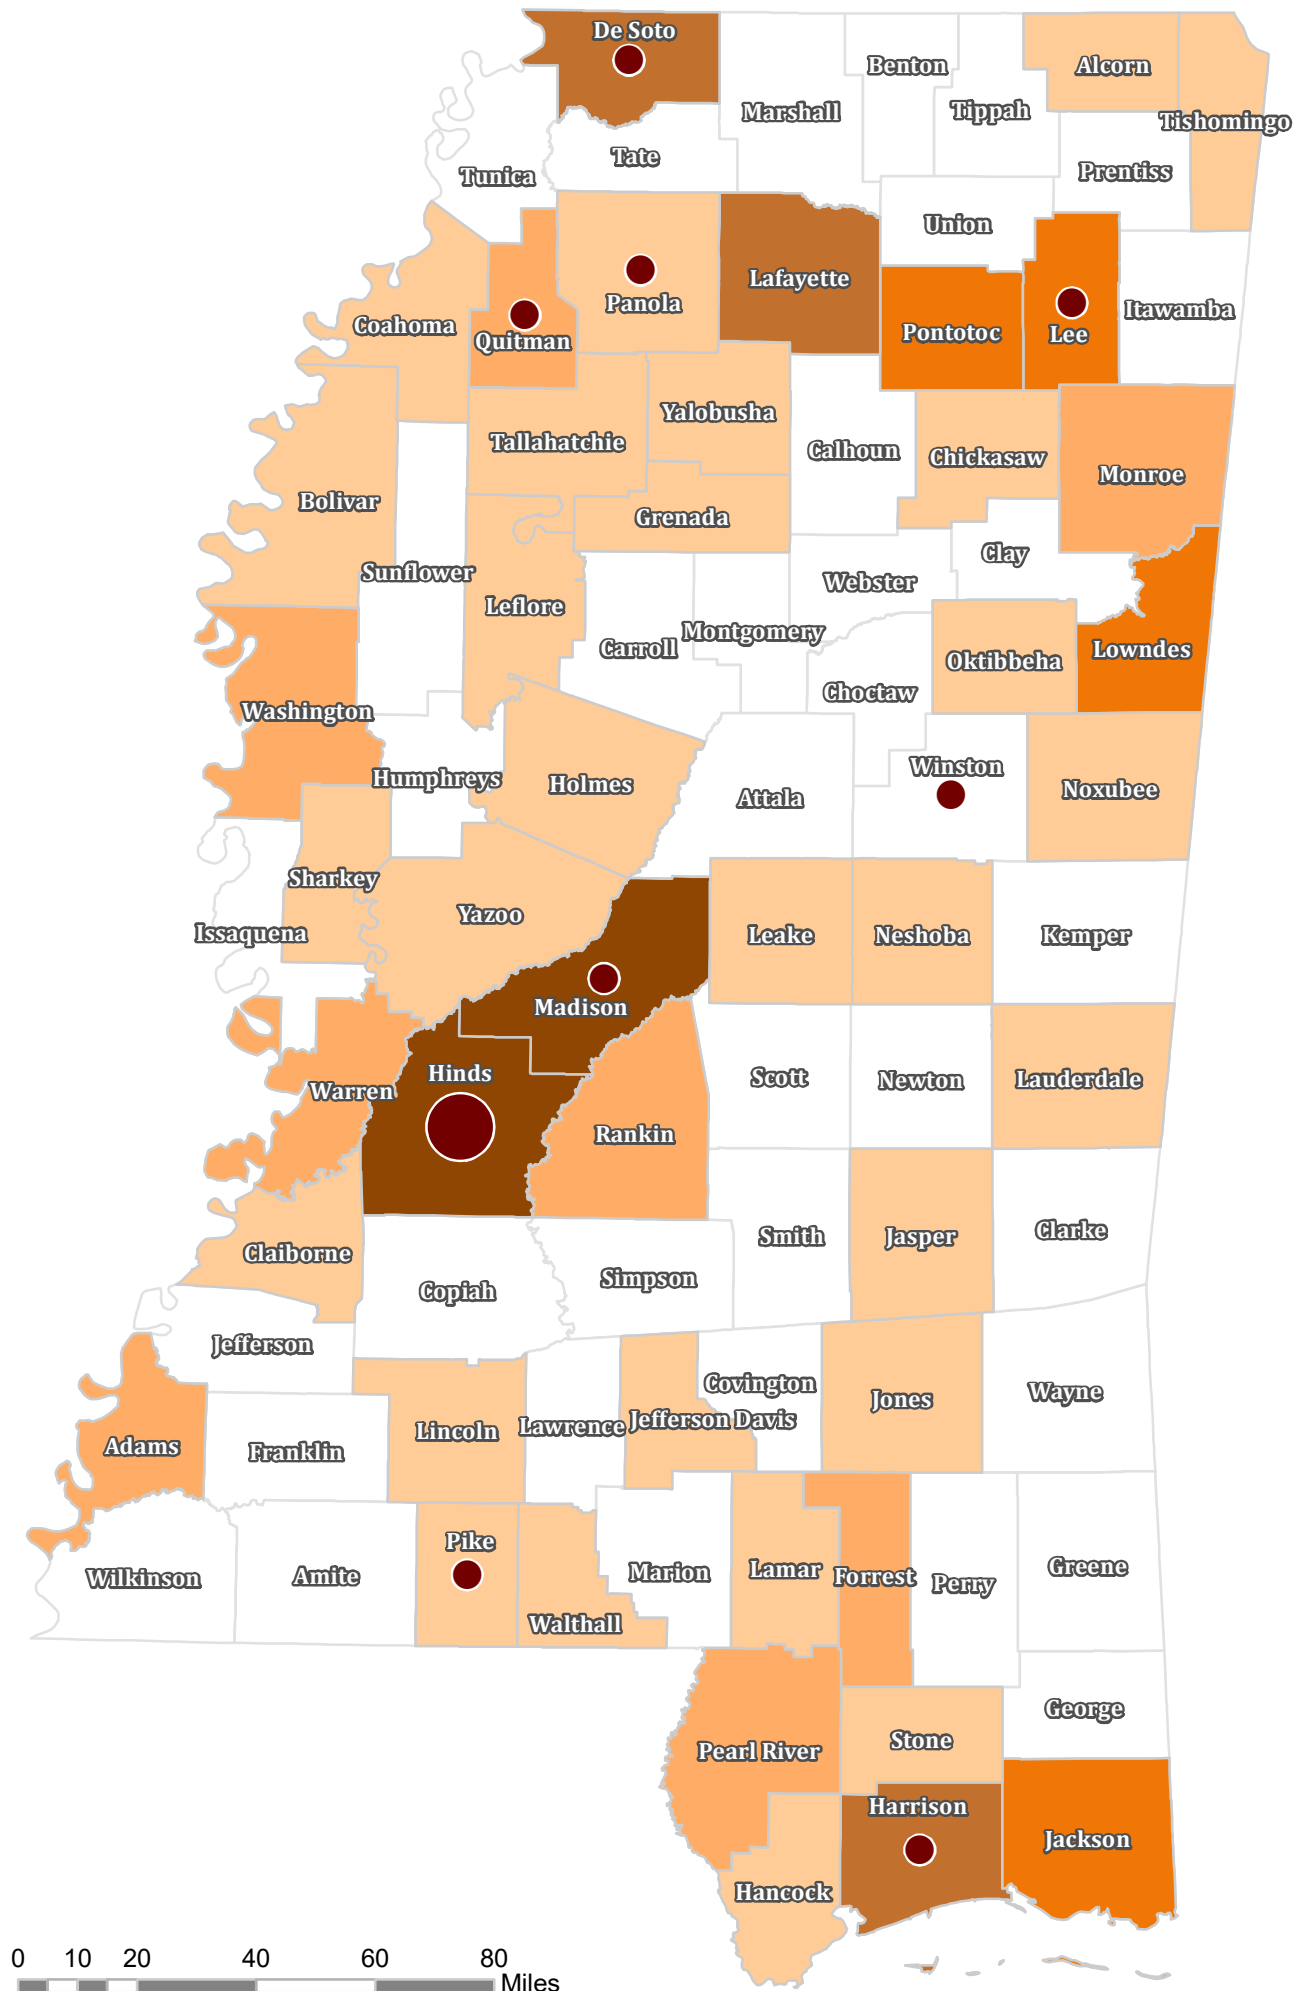 De Soto
Benton
Alcorn
Marshall
Tippah
Tishomingo
Tate
Prentiss
Tunica
Union
Lafayette
Panola
Itawamba
Coahoma
Pontotoc
Lee
Quitman
Yalobusha
Tallahatchie
Calhoun
Chickasaw
Monroe
Bolivar
Grenada
Clay
Sunflower
Webster
Leflore
Montgomery
Carroll
Lowndes
Oktibbeha
Choctaw
Washington
Winston
Humphreys
Holmes
Noxubee
Attala
Sharkey
Yazoo
Issaquena
Leake
Neshoba
Kemper
Madison
Hinds
Scott
Newton
Lauderdale
Warren
Rankin
Clarke
Smith
Jasper
Claiborne
Simpson
Copiah
Jefferson
Covington
Wayne
Jones
Jefferson Davis
Lawrence
Lincoln
Adams
Franklin
Pike
Greene
Lamar
Marion
Forrest
Amite
Wilkinson
Perry
Walthall
George
Stone
Pearl River
Harrison
Jackson
Hancock
0 10 20 40 60 80
Miles